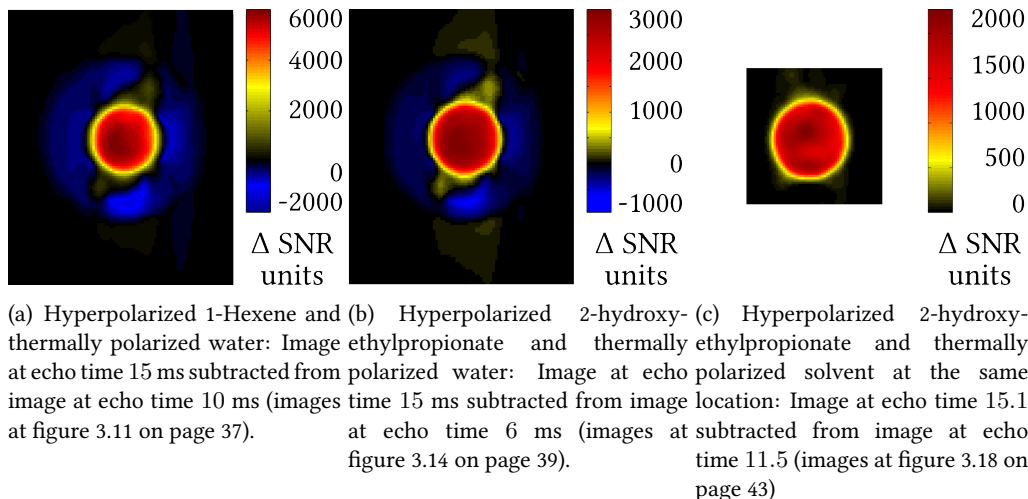 6000
4000
2000
0
-2000
Δ SNR
units
3000
2000
1000
0
-1000
Δ SNR
units
2000
1500
1000
500
0
Δ SNR
units
(a) Hyperpolarized 1-Hexene and
thermally polarized water: Image
at echo time 15 ms subtracted from
image at echo time 10 ms (images
at figure 3.11 on page 37).
(b) Hyperpolarized 2-hydroxy-
ethylpropionate and thermally
polarized water: Image at echo
time 15 ms subtracted from image
at echo time 6 ms (images at
figure 3.14 on page 39).
(c) Hyperpolarized 2-hydroxy-
ethylpropionate and thermally
polarized solvent at the same
location: Image at echo time 15.1
subtracted from image at echo
time 11.5 (images at figure 3.18 on
page 43)